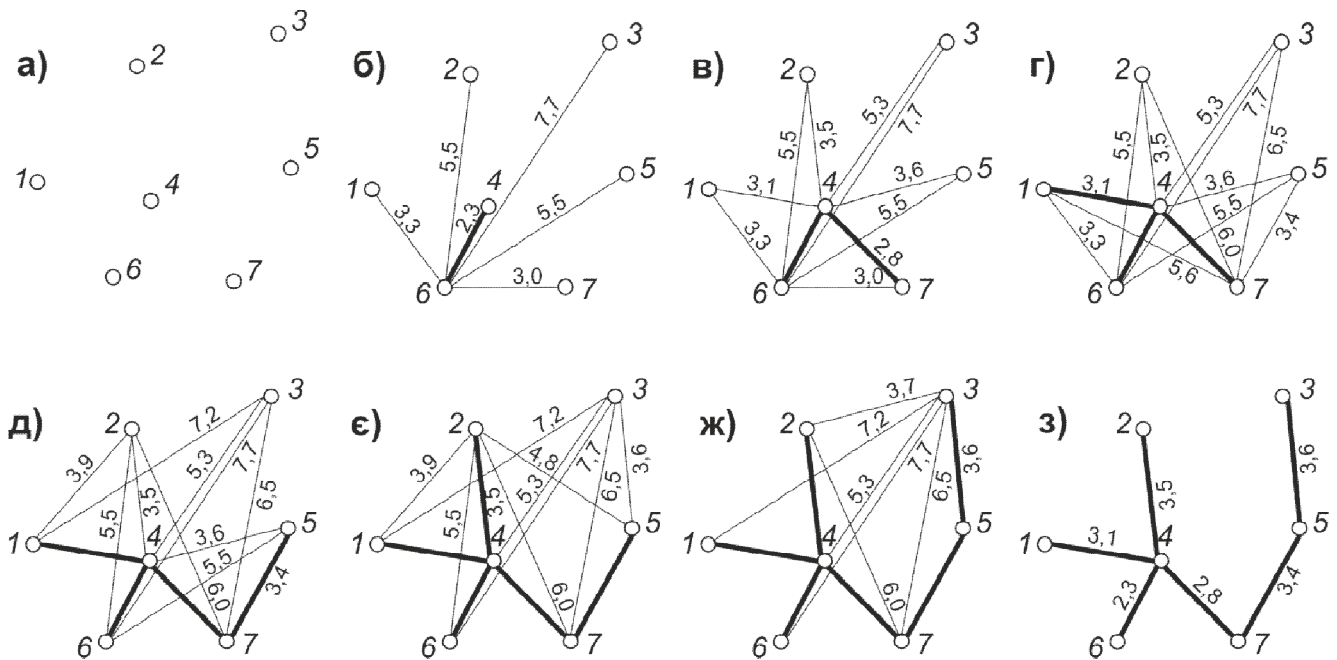 а) 1 2 3 4 5 6 7
б) 1 2 3 4 5 6 7 3,3 5,5 2,3 7,7 5,5 3,0
в) 1 2 3 4 5 6 7 3,1 3,3 5,5 3,5 5,3 7,7 3,6 5,5 2,8 3,0
г) 1 2 3 4 5 6 7 3,1 3,3 5,5 3,5 5,3 7,7 6,5 3,6 5,5 6,0 3,4 5,6
д) 1 2 3 4 5 6 7 3,9 7,2 5,5 3,5 5,3 7,7 6,5 3,6 5,5 6,0 3,4
є) 1 2 3 4 5 6 7 3,9 7,2 5,5 3,5 4,8 5,3 7,7 6,5 3,6 6,0
ж) 1 2 3 4 5 6 7 3,7 7,2 5,3 7,7 6,5 3,6 6,0
з) 1 2 3 4 5 6 7 3,1 3,5 2,3 2,8 3,4 3,6